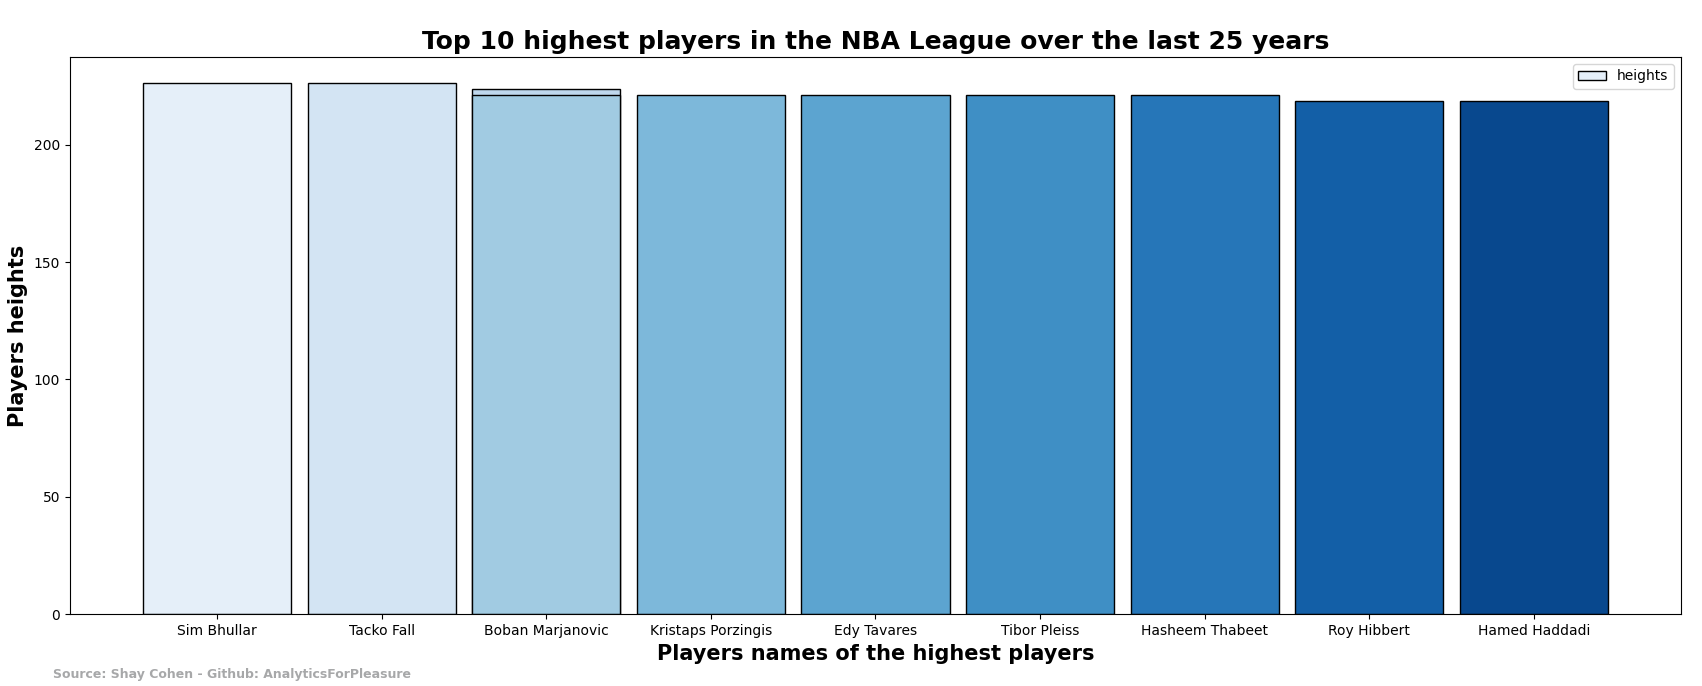 Top 10 highest players in the NBA League over the last 25 years
heights
Players heights
200
150
100
50
0
Sim Bhullar Tacko Fall Boban Marjanovic Kristaps Porzingis Edy Tavares Tibor Pleiss Hasheem Thabeet Roy Hibbert Hamed Haddadi
Players names of the highest players
Source: Shay Cohen - Github: AnalyticsForPleasure